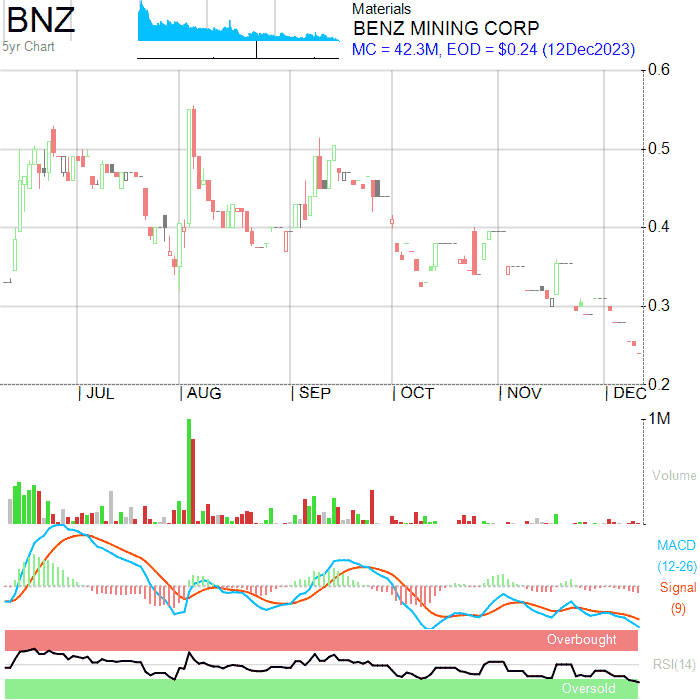 BNZ
5yr Chart
Materials
BENZ MINING CORP
MC = 42.3M, EOD = $0.24 (12Dec2023)
0.6
0.5
0.4
0.3
0.2
JUL
AUG
SEP
OCT
NOV
DEC
1M
Volume
MACD
(12-26)
Signal
(9)
Overbought
RSI(14)
Oversold